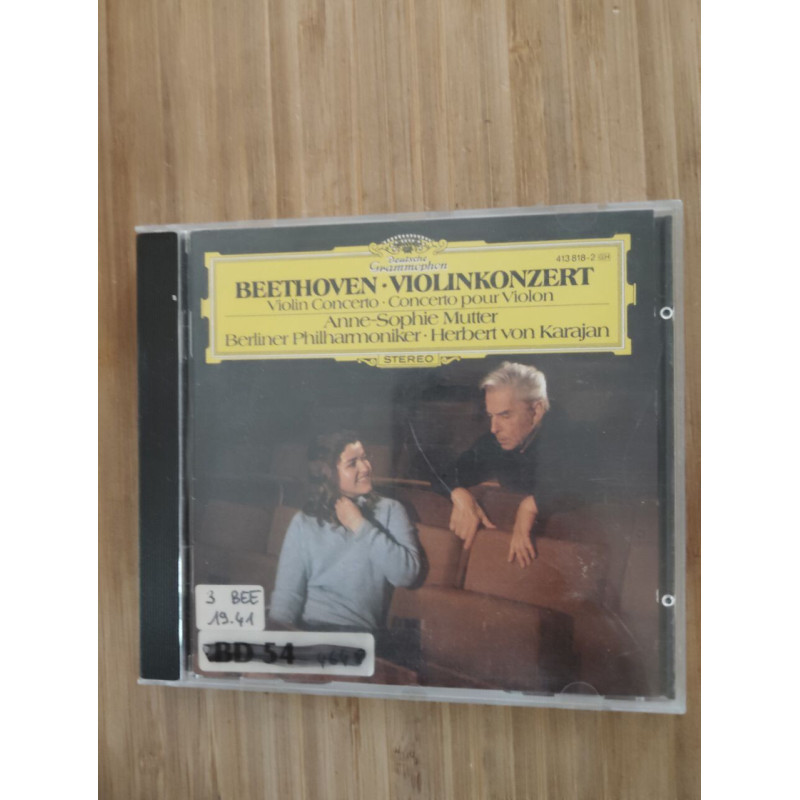 Deutsche
Grammophon
413 818-2 GH
BEETHOVEN · VIOLINKONZERT
Violin Concerto · Concerto pour Violon
Anne-Sophie Mutter
Berliner Philharmoniker · Herbert von Karajan
STEREO
3 BEE
19.41
BD 54